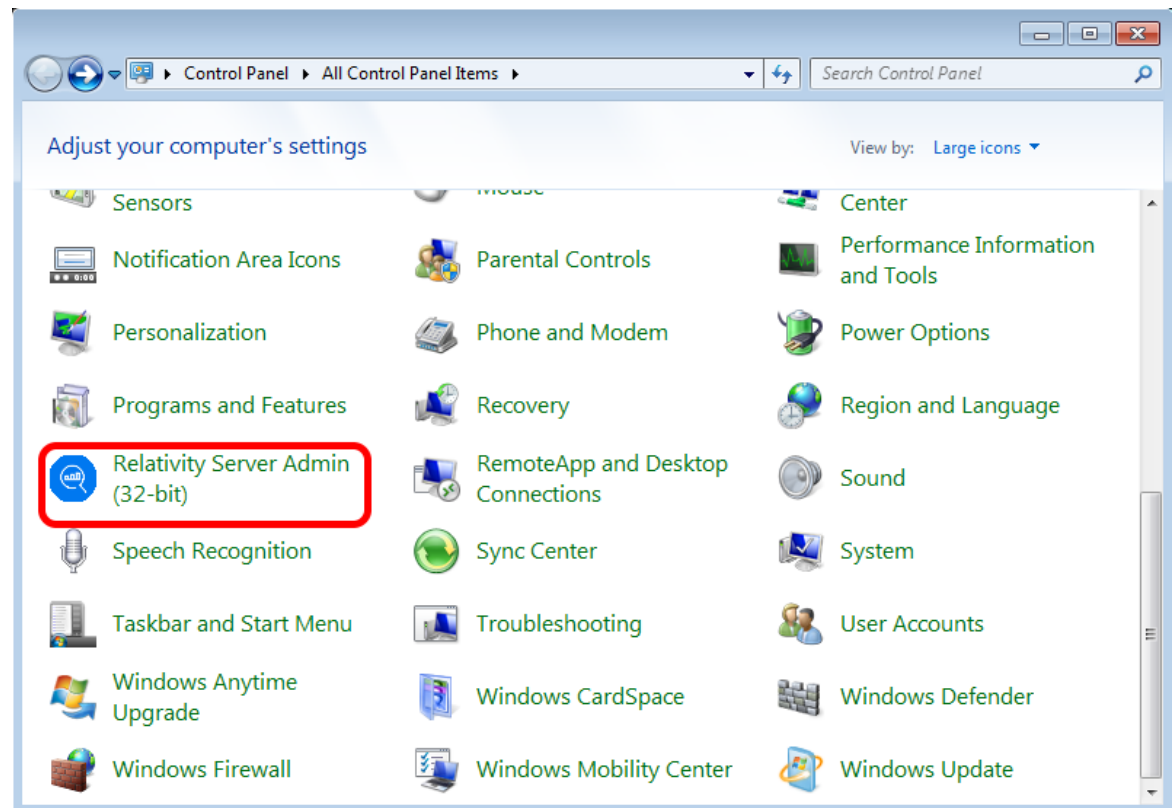 Control Panel ▸ All Control Panel Items ▸
Search Control Panel
Adjust your computer's settings
View by: Large icons
Sensors
Mouse
Center
Notification Area Icons
Parental Controls
Performance Information
and Tools
Personalization
Phone and Modem
Power Options
Programs and Features
Recovery
Region and Language
Relativity Server Admin
(32-bit)
RemoteApp and Desktop
Connections
Sound
Speech Recognition
Sync Center
System
Taskbar and Start Menu
Troubleshooting
User Accounts
Windows Anytime
Upgrade
Windows CardSpace
Windows Defender
Windows Firewall
Windows Mobility Center
Windows Update